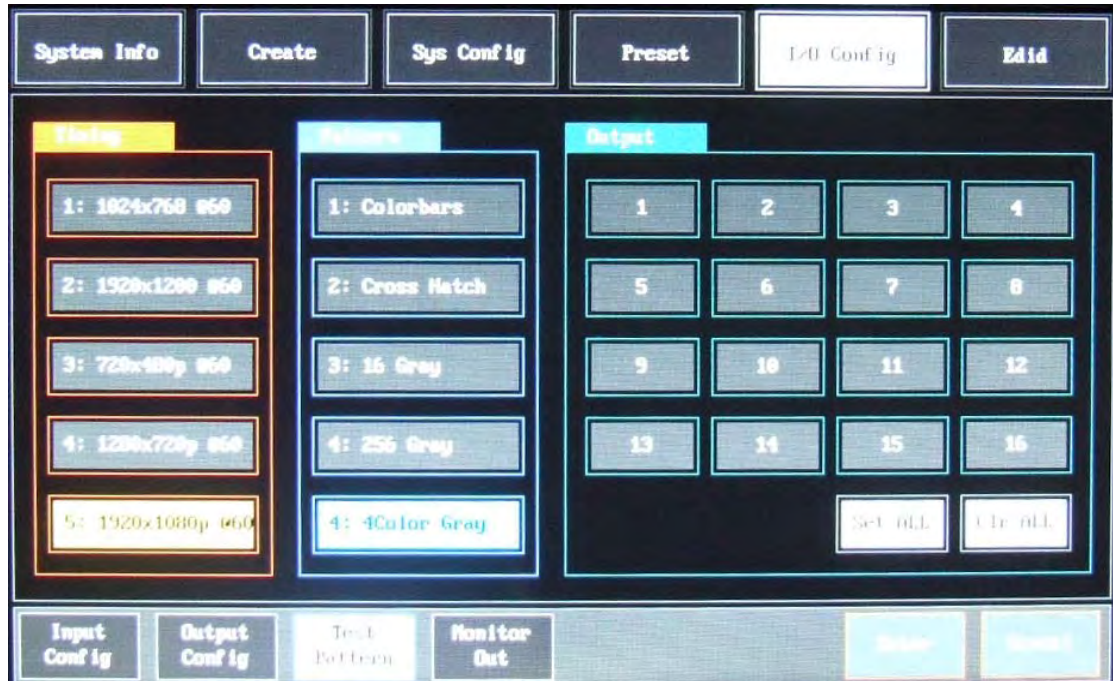 System Info
Create
Sys Config
Preset
I/O Config
Edid
Timing
Pattern
Output
1: 1024x768 @60
2: 1920x1200 @60
3: 720x480p @60
4: 1280x720p @60
5: 1920x1080p @60
1: Colorbars
2: Cross Hatch
3: 16 Gray
4: 256 Gray
4: 4Color Gray
1 2 3 4
5 6 7 8
9 10 11 12
13 14 15 16
Set ALL
Clr ALL
Input
Config
Output
Config
Test
Pattern
Monitor
Out